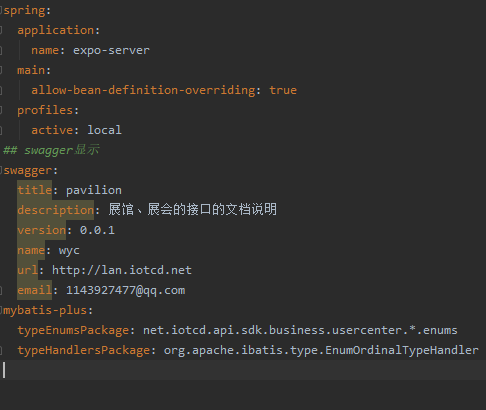 spring:
  application:
    name: expo-server
  main:
    allow-bean-definition-overriding: true
  profiles:
    active: local
## swagger显示
swagger:
  title: pavilion
  description: 展馆、展会的接口的文档说明
  version: 0.0.1
  name: wyc
  url: http://lan.iotcd.net
  email: 1143927477@qq.com
mybatis-plus:
  typeEnumsPackage: net.iotcd.api.sdk.business.usercenter.*.enums
  typeHandlersPackage: org.apache.ibatis.type.EnumOrdinalTypeHandler